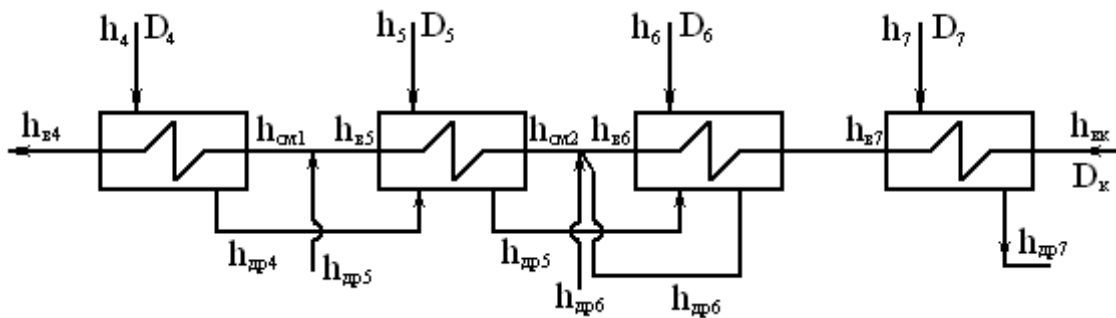 h₄ D₄ h₅ D₅ h₆ D₆ h₇ D₇
hв4 hсм1 hв5 hсм2 hв6 hв7 hвк
Dк
hдр4 hдр5 hдр5 hдр7
hдр6 hдр6